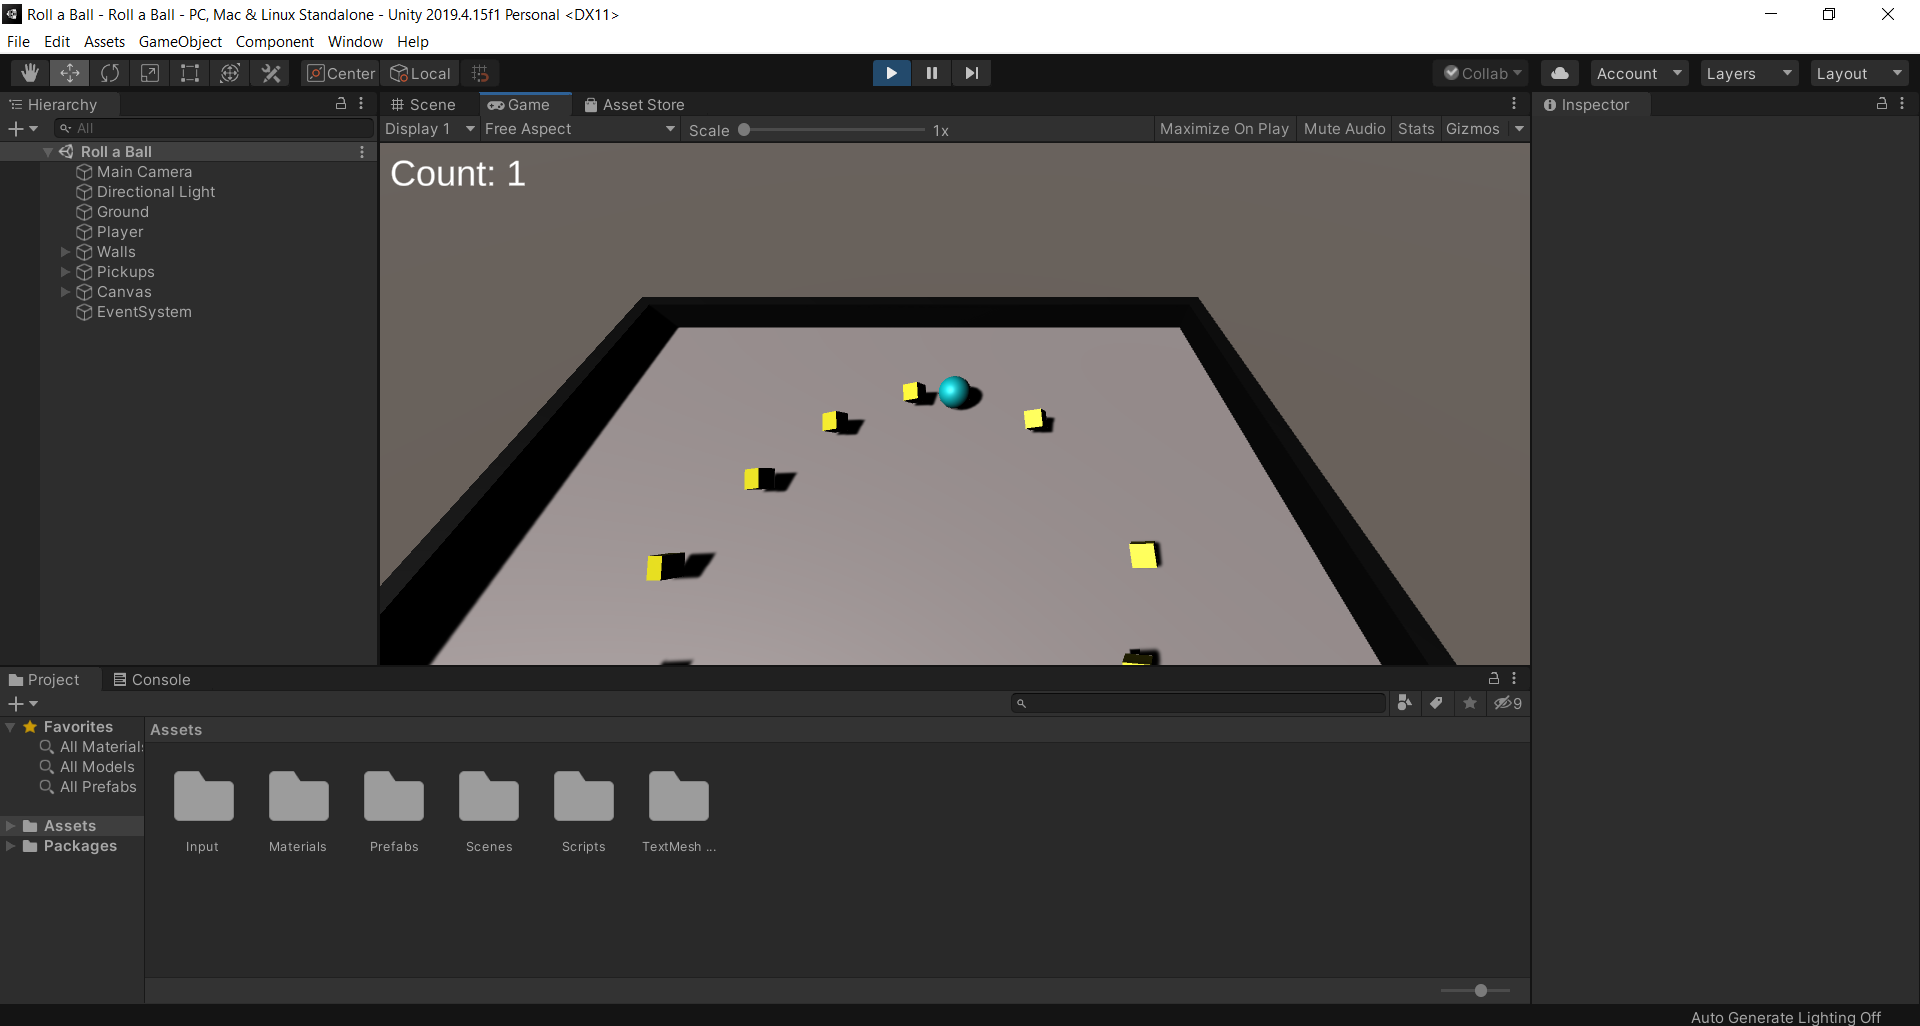 Roll a Ball - Roll a Ball - PC, Mac & Linux Standalone - Unity 2019.4.15f1 Personal <DX11>
File Edit Assets GameObject Component Window Help
Center Local Collab Account Layers Layout
Hierarchy
All
Roll a Ball
Main Camera
Directional Light
Ground
Player
Walls
Pickups
Canvas
EventSystem
Scene Game Asset Store
Display 1 Free Aspect Scale 1x Maximize On Play Mute Audio Stats Gizmos
Count: 1
Inspector
Project Console
9
Favorites
All Materials
All Models
All Prefabs
Assets
Packages
Assets
Input Materials Prefabs Scenes Scripts TextMesh ...
Auto Generate Lighting Off